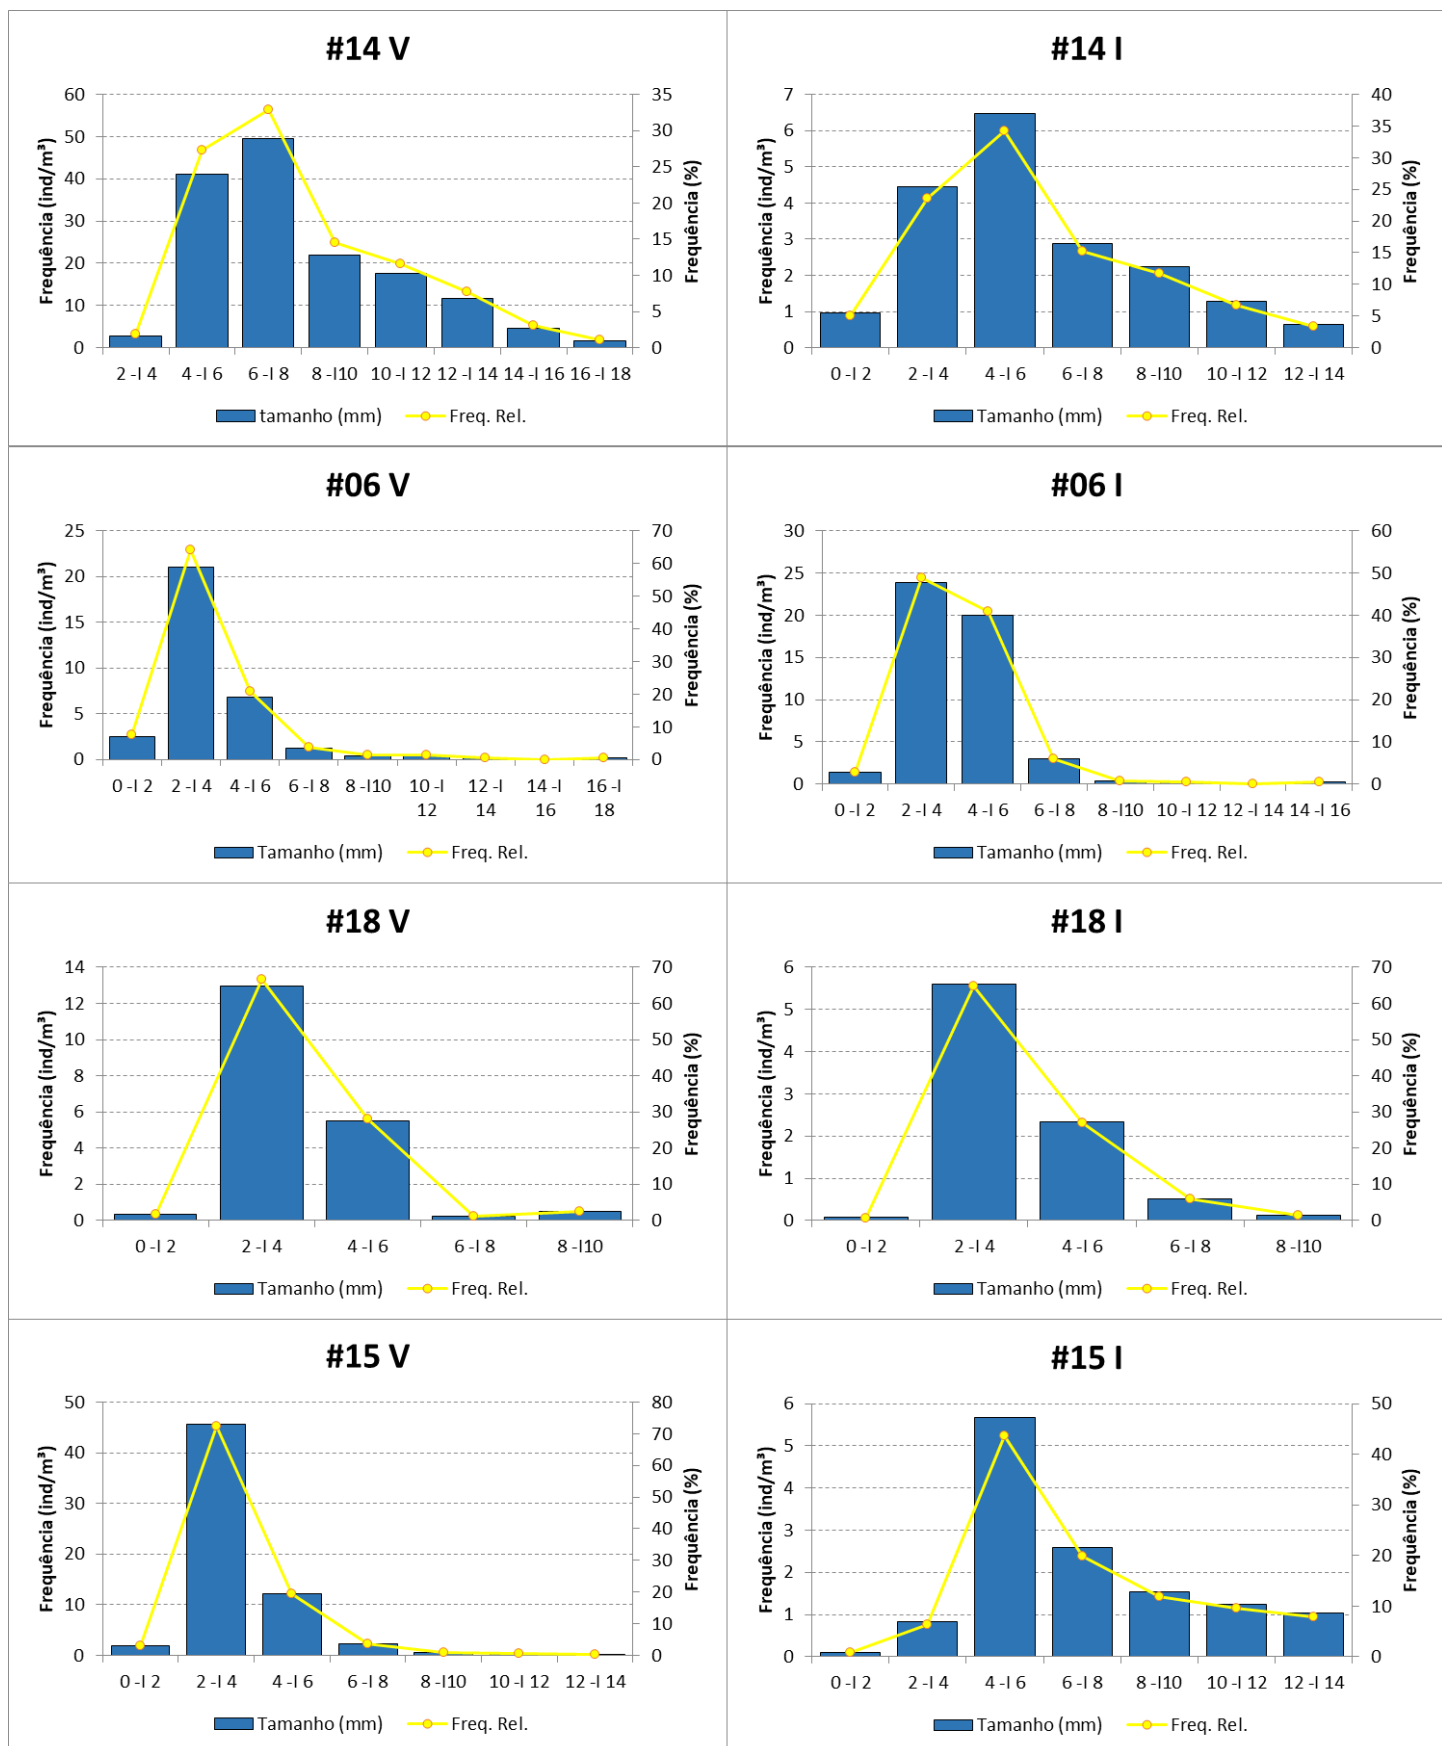 #14 V
Frequência (ind/m³)
60
50
40
30
20
10
0
35
30
25
20
15
10
5
0
Frequência (%)
2 -I 4 4 -I 6 6 -I 8 8 -I10 10 -I 12 12 -I 14 14 -I 16 16 -I 18
tamanho (mm) Freq. Rel.
#14 I
Frequência (ind/m³)
7
6
5
4
3
2
1
0
40
35
30
25
20
15
10
5
0
Frequência (%)
0 -I 2 2 -I 4 4 -I 6 6 -I 8 8 -I10 10 -I 12 12 -I 14
Tamanho (mm) Freq. Rel.
#06 V
Frequência (ind/m³)
25
20
15
10
5
0
70
60
50
40
30
20
10
0
Frequência (%)
0 -I 2 2 -I 4 4 -I 6 6 -I 8 8 -I10 10 -I 12 -I 14 -I 16 -I
12 14 16 18
Tamanho (mm) Freq. Rel.
#06 I
Frequência (ind/m³)
30
25
20
15
10
5
0
60
50
40
30
20
10
0
Frequência (%)
0 -I 2 2 -I 4 4 -I 6 6 -I 8 8 -I10 10 -I 12 12 -I 14 14 -I 16
Tamanho (mm) Freq. Rel.
#18 V
Frequência (ind/m³)
14
12
10
8
6
4
2
0
70
60
50
40
30
20
10
0
Frequência (%)
0 -I 2 2 -I 4 4 -I 6 6 -I 8 8 -I10
Tamanho (mm) Freq. Rel.
#18 I
Frequência (ind/m³)
6
5
4
3
2
1
0
70
60
50
40
30
20
10
0
Frequência (%)
0 -I 2 2 -I 4 4 -I 6 6 -I 8 8 -I10
Tamanho (mm) Freq. Rel.
#15 V
Frequência (ind/m³)
50
40
30
20
10
0
80
70
60
50
40
30
20
10
0
Frequência (%)
0 -I 2 2 -I 4 4 -I 6 6 -I 8 8 -I10 10 -I 12 12 -I 14
Tamanho (mm) Freq. Rel.
#15 I
Frequência (ind/m³)
6
5
4
3
2
1
0
50
40
30
20
10
0
Frequência (%)
0 -I 2 2 -I 4 4 -I 6 6 -I 8 8 -I10 10 -I 12 12 -I 14
Tamanho (mm) Freq. Rel.